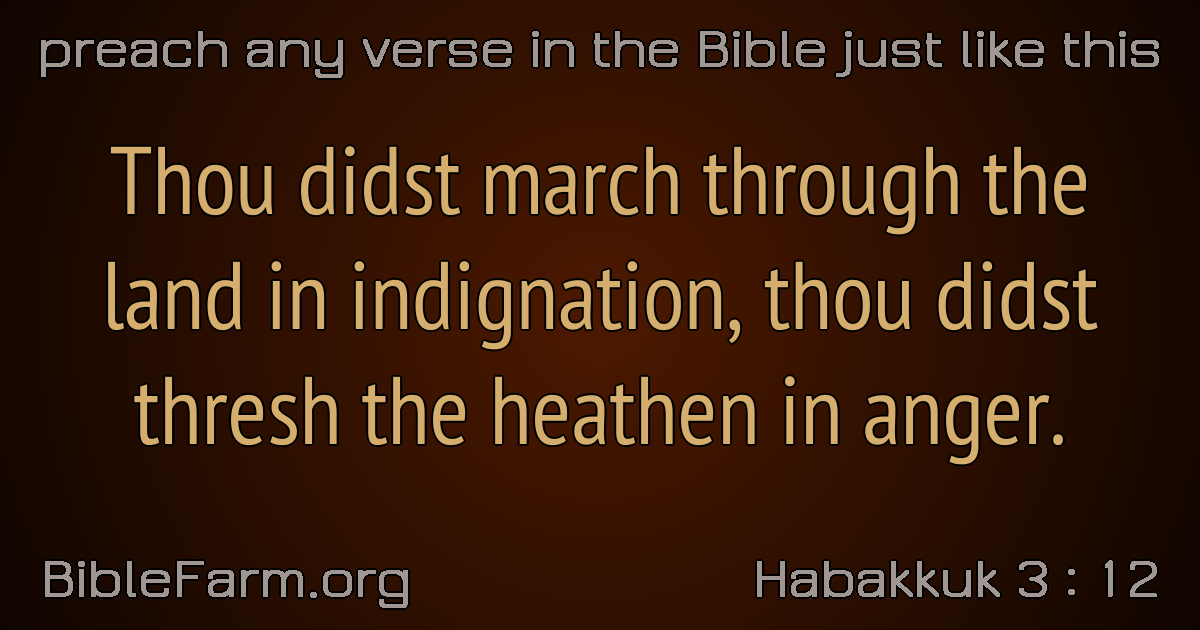 preach any verse in the Bible just like this
Thou didst march through the
land in indignation, thou didst
thresh the heathen in anger.
BibleFarm.org
Habakkuk 3 : 12